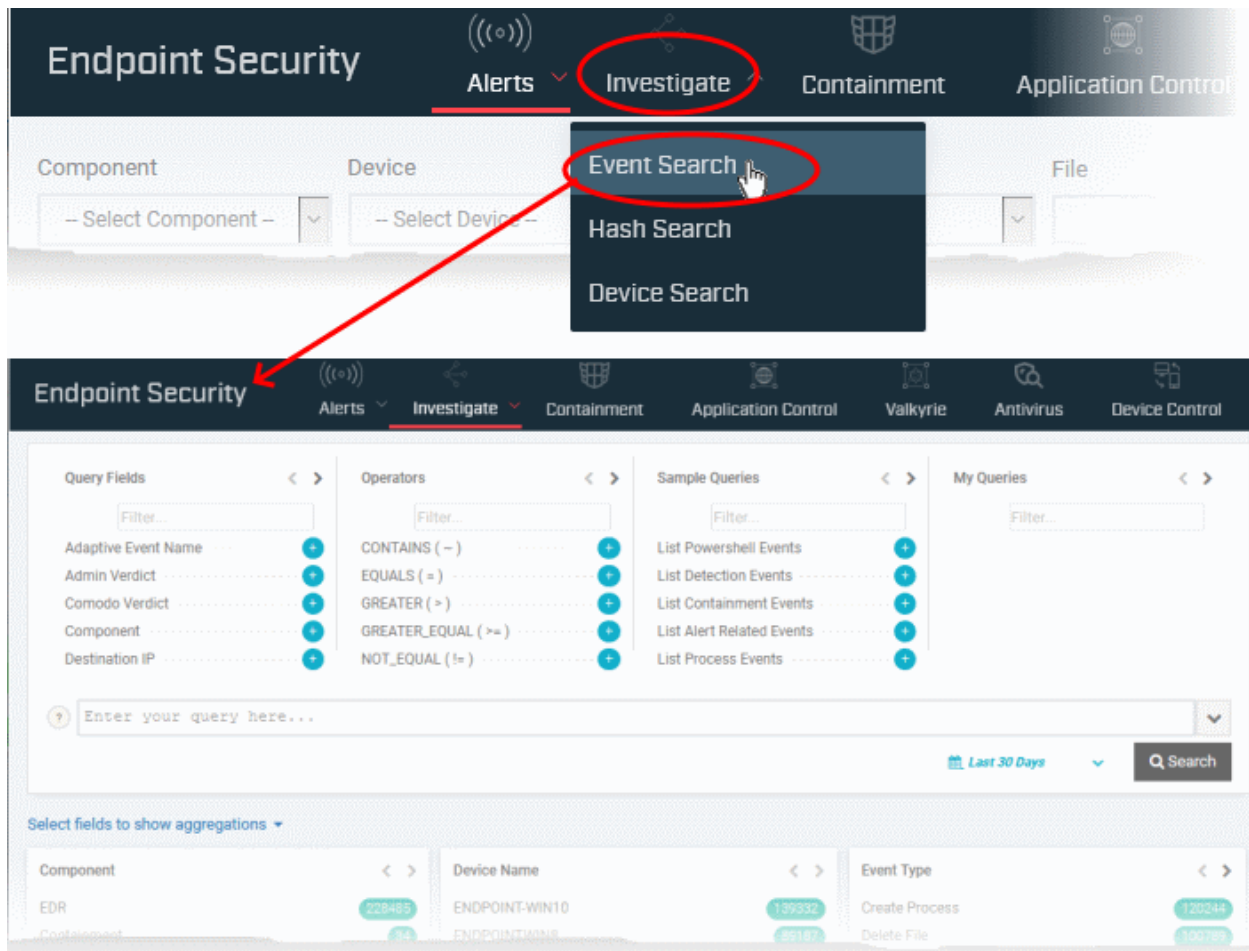 Endpoint Security
Alerts Investigate Containment Application Control
Component Device File
-- Select Component -- -- Select Device --
Event Search
Hash Search
Device Search
Endpoint Security
Alerts Investigate Containment Application Control Valkyrie Antivirus Device Control
Query Fields Operators Sample Queries My Queries
Filter... Filter... Filter... Filter...
Adaptive Event Name CONTAINS ( ~ ) List Powershell Events
Admin Verdict EQUALS ( = ) List Detection Events
Comodo Verdict GREATER ( > ) List Containment Events
Component GREATER_EQUAL ( >= ) List Alert Related Events
Destination IP NOT_EQUAL ( != ) List Process Events
? Enter your query here...
Last 30 Days Search
Select fields to show aggregations
Component Device Name Event Type
EDR 228485 ENDPOINT-WIN10 139332 Create Process 120244
Containment 34 ENDPOINTWIN8 89187 Delete File 100789